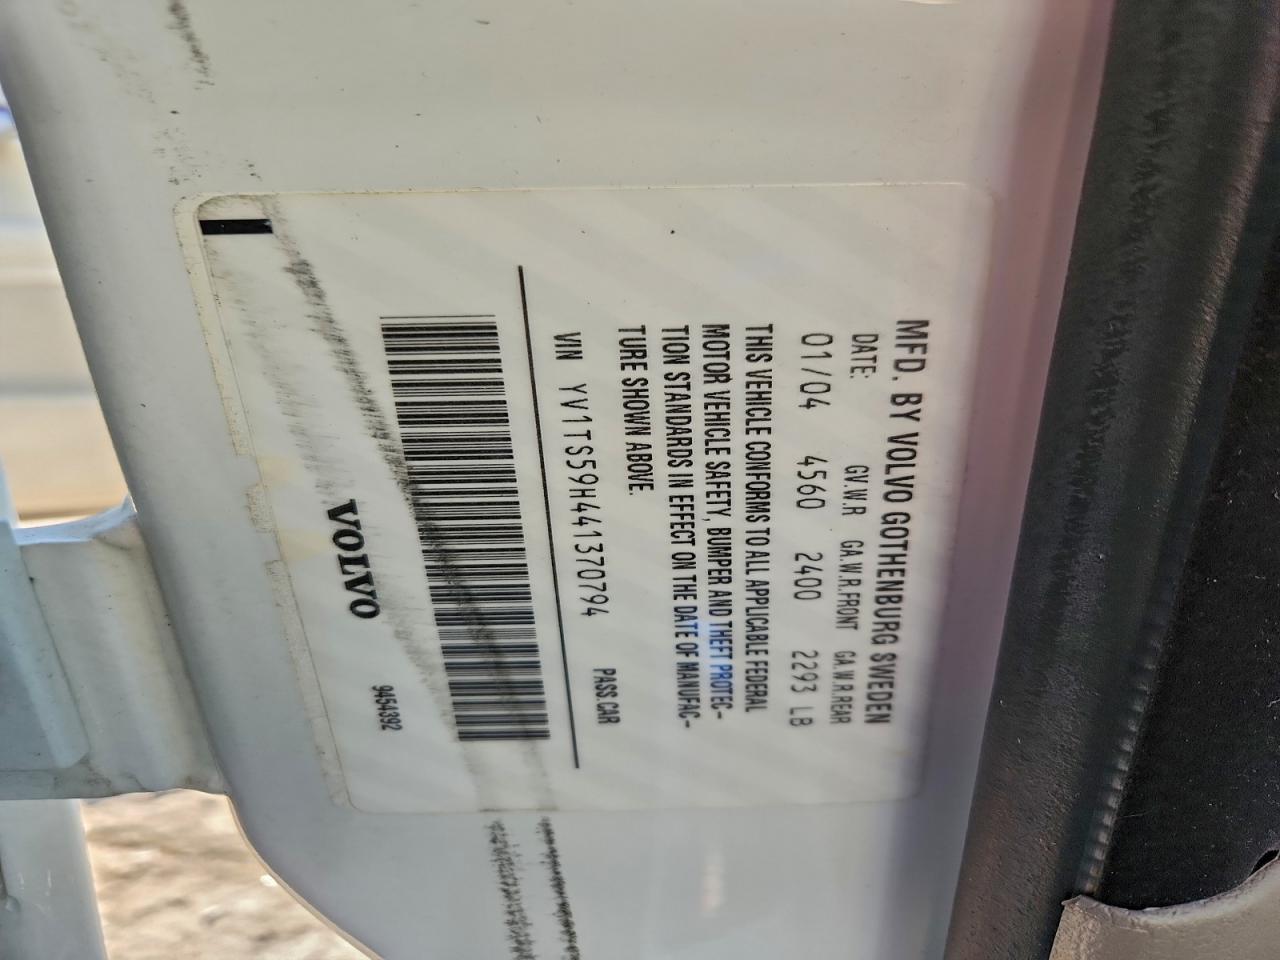 MFD. BY VOLVO GOTHENBURG SWEDEN
DATE: GV.W.R GA.W.R.FRONT GA.W.R.REAR
01/04 4560 2400 2293 LB
THIS VEHICLE CONFORMS TO ALL APPLICABLE FEDERAL
MOTOR VEHICLE SAFETY, BUMPER AND THEFT PROTEC-
TION STANDARDS IN EFFECT ON THE DATE OF MANUFAC-
TURE SHOWN ABOVE.
VIN YV1TS59H441370794 PASS.CAR
VOLVO
9454392